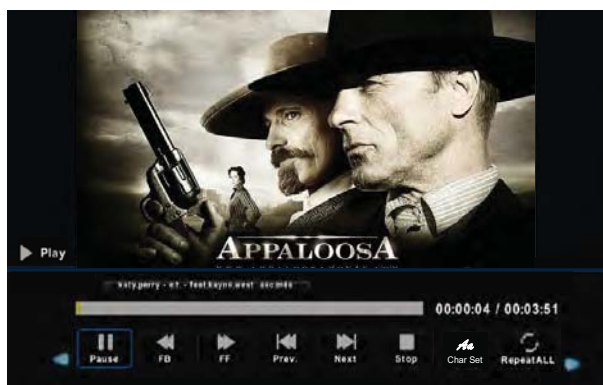 APPALOOSA
Play
katy.perry - e.t. - feat.kayne.west
00:00:04 / 00:03:51
Pause
FB
FF
Prev.
Next
Stop
Aa
Char Set
RepeatALL